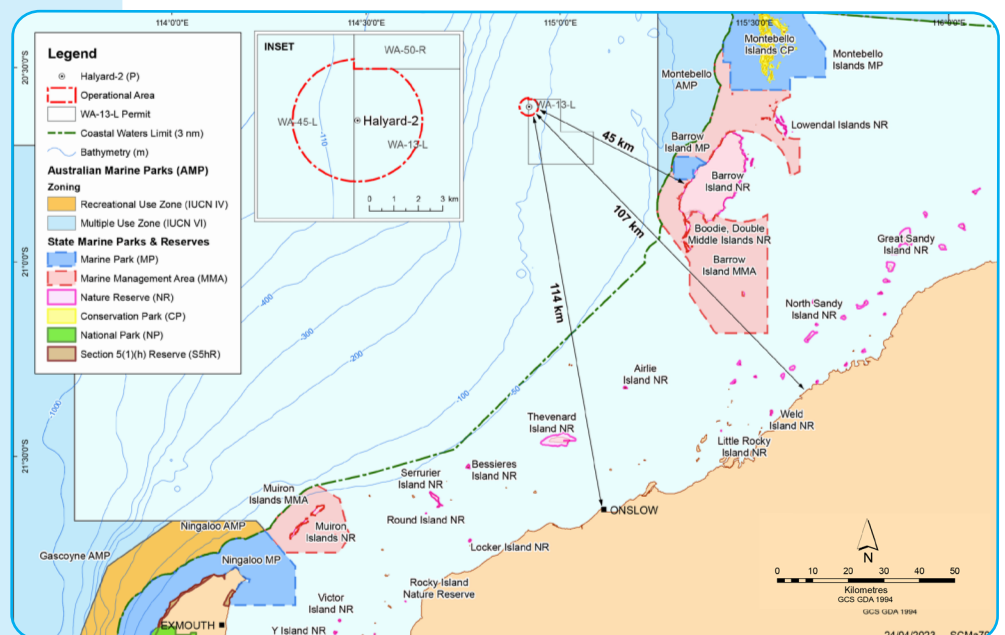 114°0'0"E
114°30'0"E
115°0'0"E
115°30'0"E
116°0'0"E
20°30'0"S
21°0'0"S
21°30'0"S
Legend
Halyard-2 (P)
Operational Area
WA-13-L Permit
Coastal Waters Limit (3 nm)
Bathymetry (m)
Australian Marine Parks (AMP)
Zoning
Recreational Use Zone (IUCN IV)
Multiple Use Zone (IUCN VI)
State Marine Parks & Reserves
Marine Park (MP)
Marine Management Area (MMA)
Nature Reserve (NR)
Conservation Park (CP)
National Park (NP)
Section 5(1)(h) Reserve (S5hR)
INSET
WA-50-R
WA-45-L
Halyard-2
WA-13-L
-110
0 1 2 3 km
WA-13-L
Montebello
Islands CP
Montebello
Islands MP
Montebello
AMP
Lowendal Islands NR
Barrow
Island MP
Barrow
Island NR
45 km
107 km
114 km
Boodie, Double
Middle Islands NR
Barrow
Island MMA
Great Sandy
Island NR
North Sandy
Island NR
Airlie
Island NR
Thevenard
Island NR
Weld
Island NR
Little Rocky
Island NR
Bessieres
Island NR
Serrurier
Island NR
Round Island NR
Locker Island NR
ONSLOW
Muiron
Islands MMA
Muiron
Islands NR
Ningaloo AMP
Gascoyne AMP
Ningaloo MP
Rocky Island
Nature Reserve
Victor
Island NR
Y Island NR
EXMOUTH
-1000
-400
-300
-200
-100
-50
N
0 10 20 30 40 50
Kilometres
GCS GDA 1994
GCS GDA 1994